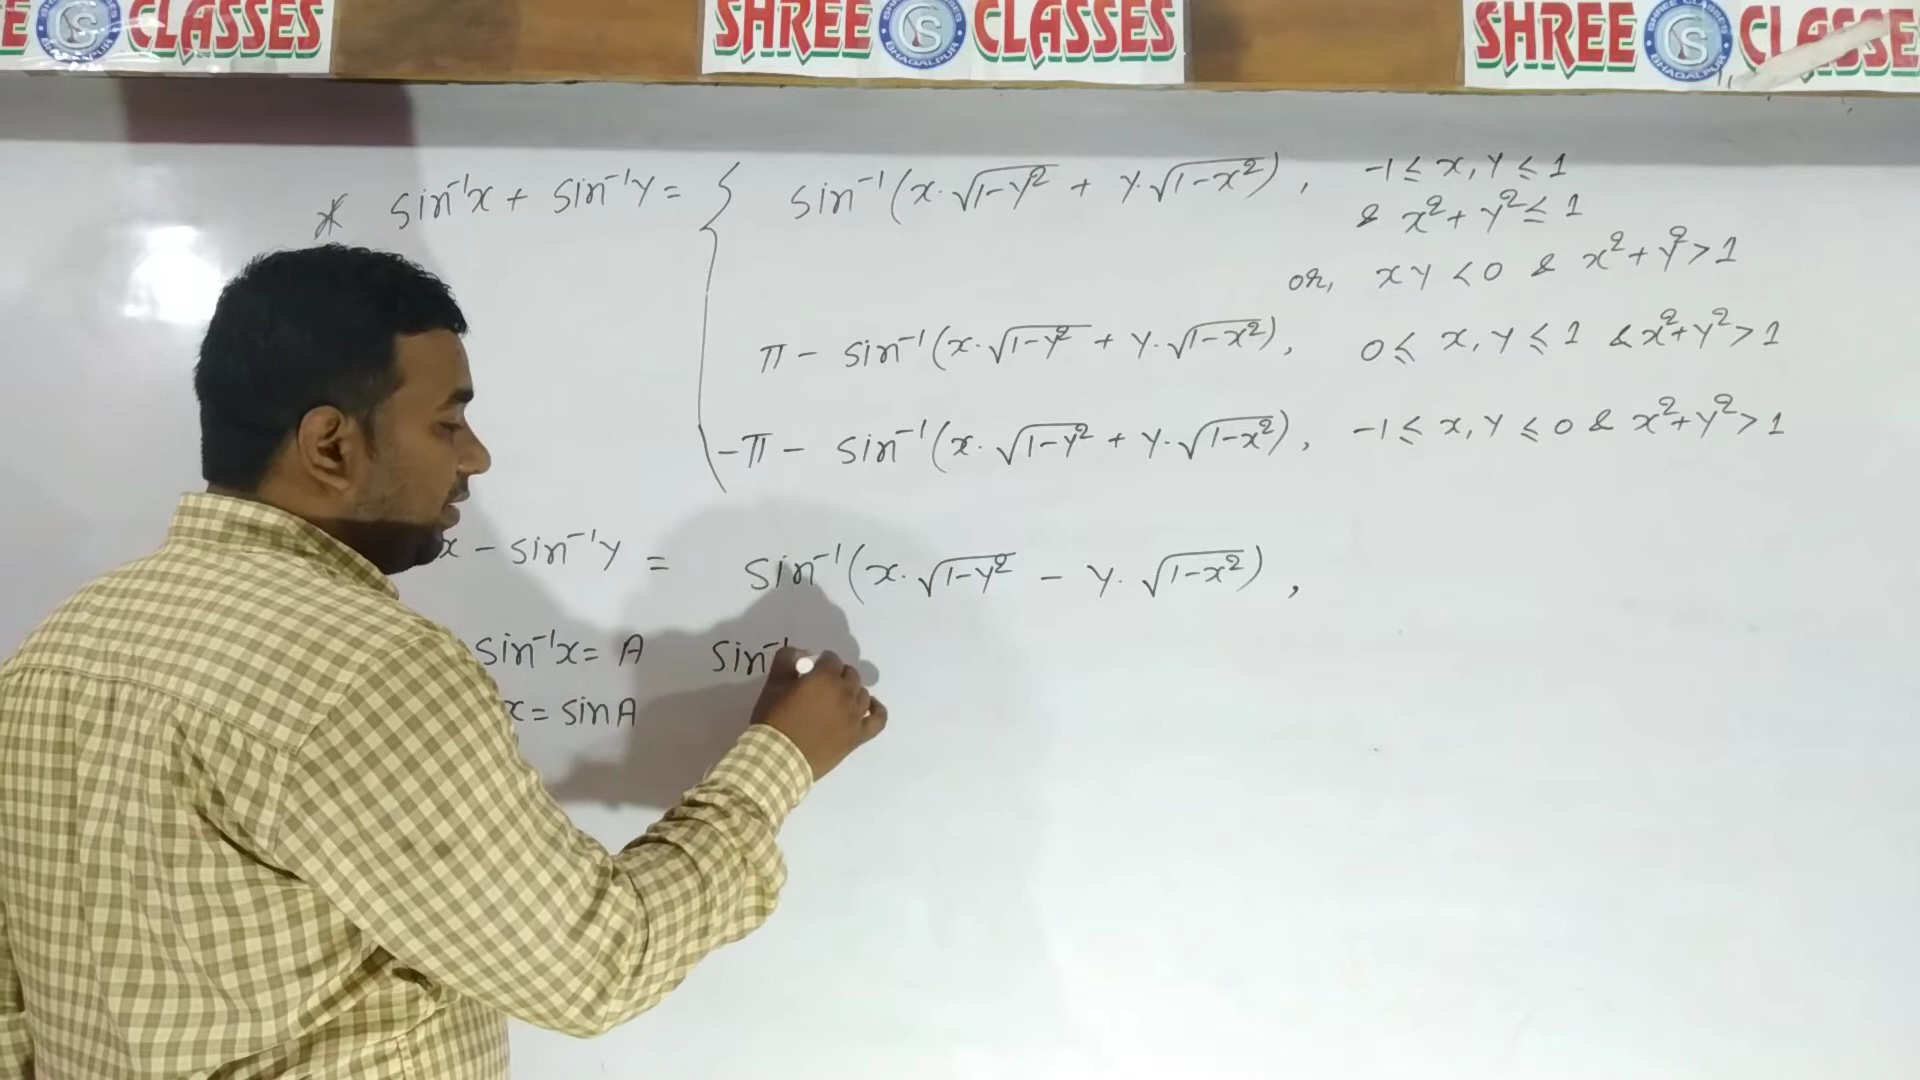 CLASSES SHREE CLASSES SHREE CLASSE
* sin⁻¹x + sin⁻¹y = { sin⁻¹(x.√1-y² + y.√1-x²), -1 ≤ x, y ≤ 1
& x² + y² ≤ 1
or, xy < 0 & x² + y² > 1
π - sin⁻¹(x.√1-y² + y.√1-x²), 0 ≤ x, y ≤ 1 & x² + y² > 1
-π - sin⁻¹(x.√1-y² + y.√1-x²), -1 ≤ x, y ≤ 0 & x² + y² > 1
x - sin⁻¹y = sin⁻¹(x.√1-y² - y.√1-x²),
sin⁻¹x = A sin⁻¹
x = sin A